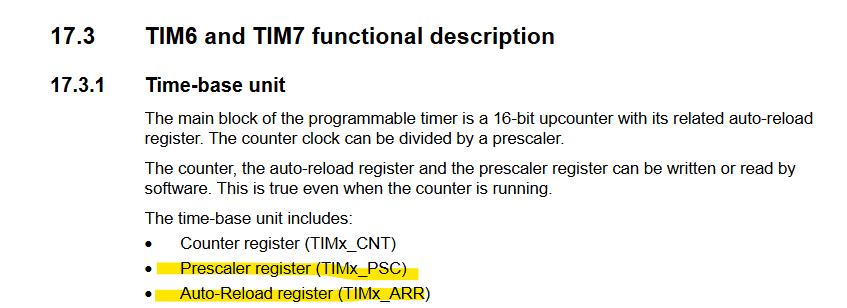 17.3 TIM6 and TIM7 functional description
17.3.1 Time-base unit
The main block of the programmable timer is a 16-bit upcounter with its related auto-reload
register. The counter clock can be divided by a prescaler.
The counter, the auto-reload register and the prescaler register can be written or read by
software. This is true even when the counter is running.
The time-base unit includes:
• Counter register (TIMx_CNT)
• Prescaler register (TIMx_PSC)
• Auto-Reload register (TIMx_ARR)